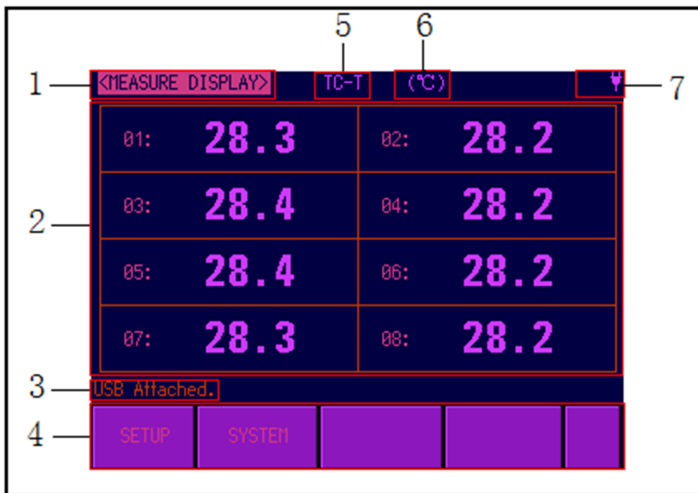 5 6
1 <MEASURE DISPLAY> TC-T (℃) 7
01: 28.3 02: 28.2
2
03: 28.4 04: 28.2
05: 28.4 06: 28.2
07: 28.3 08: 28.2
3 USB Attached.
4 SETUP SYSTEM